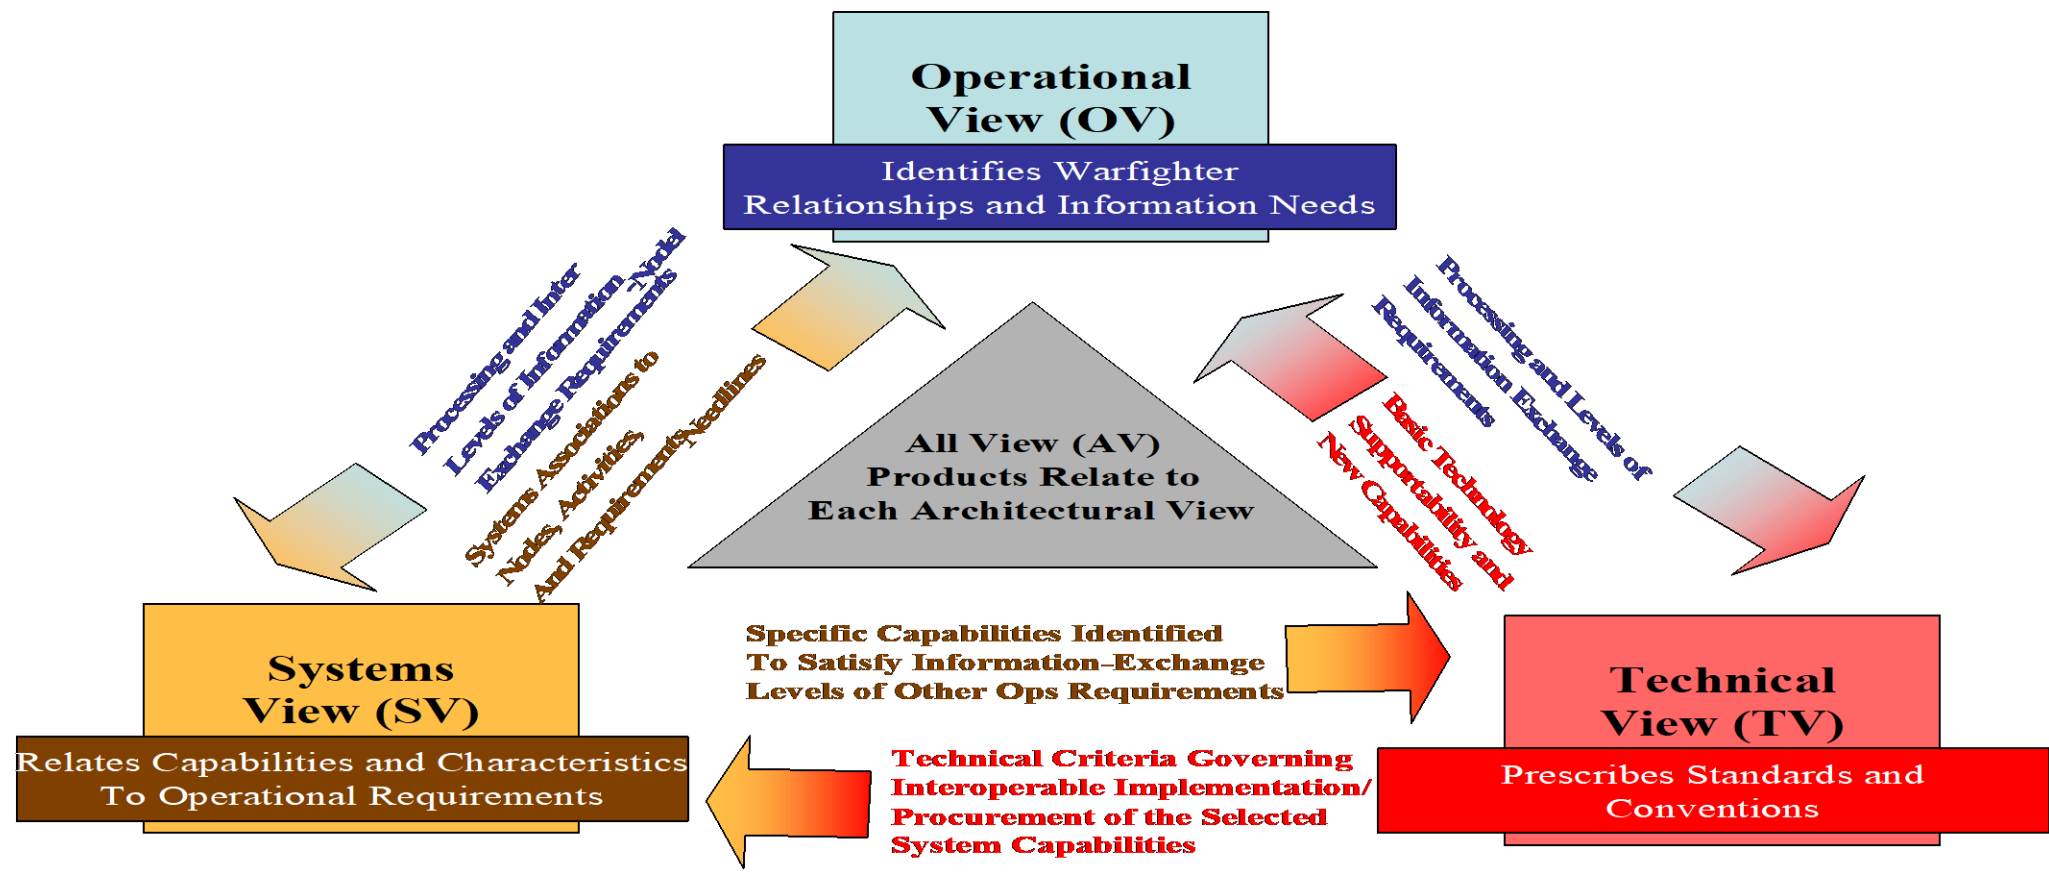 Operational
View (OV)
Identifies Warfighter
Relationships and Information Needs
Processing and Inter
Levels of Information -Nodel
Exchange Requirements
Systems Associations to
Nodes, Activities,
And Requirements Needlines
Processing and Levels of
Information Exchange
Requirements
Basic Technology
Supportability and
New Capabilities
All View (AV)
Products Relate to
Each Architectural View
Specific Capabilities Identified
To Satisfy Information-Exchange
Levels of Other Ops Requirements
Systems
View (SV)
Relates Capabilities and Characteristics
To Operational Requirements
Technical Criteria Governing
Interoperable Implementation/
Procurement of the Selected
System Capabilities
Technical
View (TV)
Prescribes Standards and
Conventions